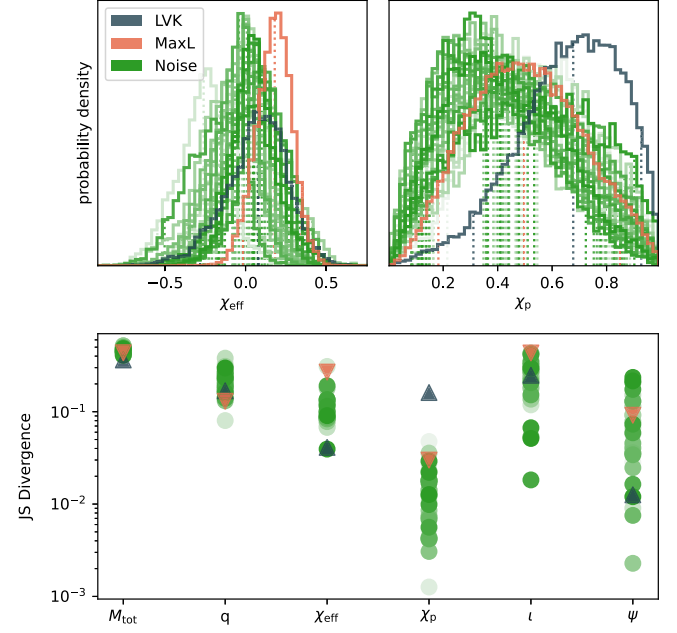 LVK
MaxL
Noise
probability density
−0.5 0.0 0.5
χeff
0.2 0.4 0.6 0.8
χp
JS Divergence
10⁻¹
10⁻²
10⁻³
Mtot q χeff χp ι ψ